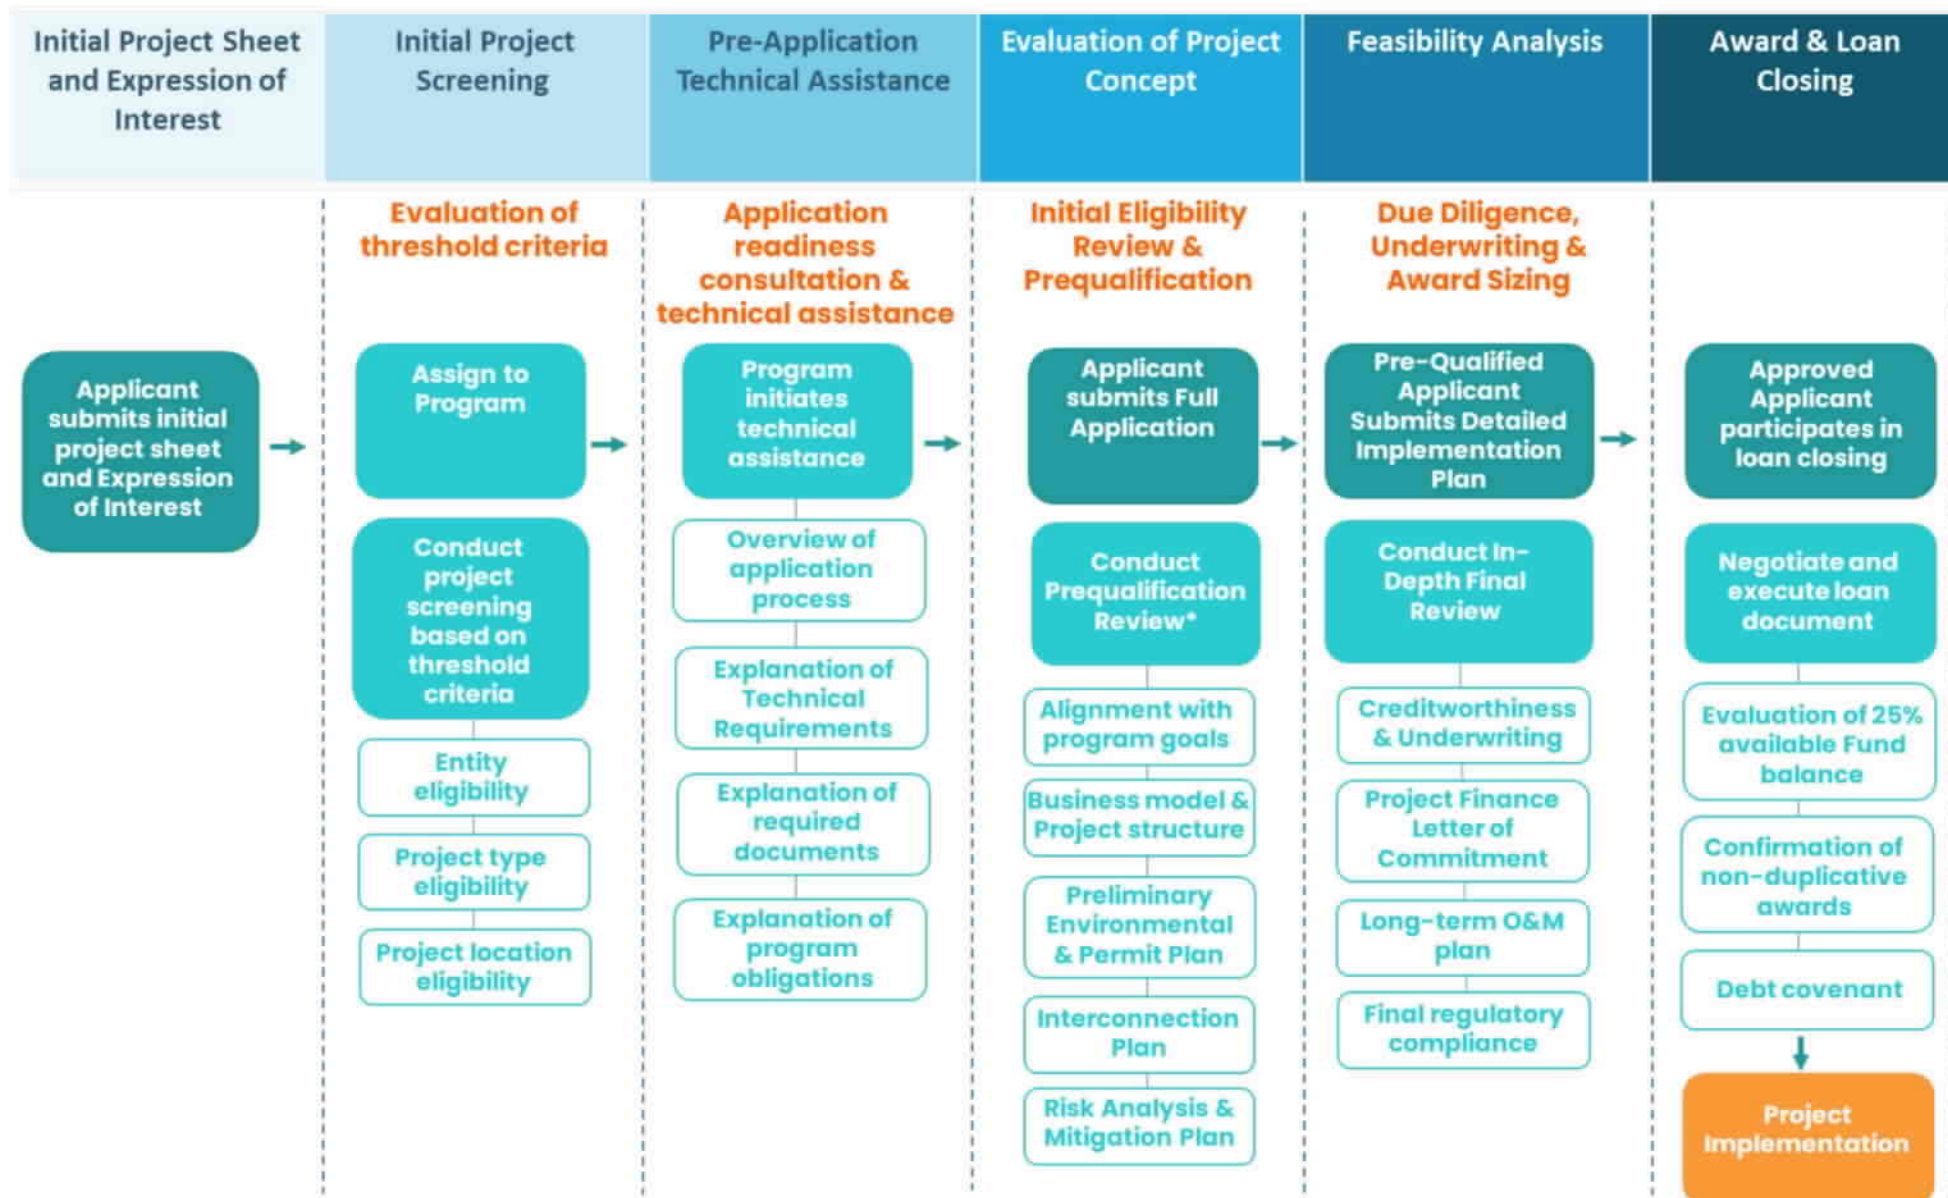 Initial Project Sheet
and Expression of
Interest
Initial Project
Screening
Pre-Application
Technical Assistance
Evaluation of Project
Concept
Feasibility Analysis
Award & Loan
Closing
Evaluation of
threshold criteria
Application
readiness
consultation &
technical assistance
Initial Eligibility
Review &
Prequalification
Due Diligence,
Underwriting &
Award Sizing
Applicant
submits initial
project sheet
and Expression
of Interest
Assign to
Program
Conduct
project
screening
based on
threshold
criteria
Entity
eligibility
Project type
eligibility
Project location
eligibility
Program
initiates
technical
assistance
Overview of
application
process
Explanation of
Technical
Requirements
Explanation of
required
documents
Explanation of
program
obligations
Applicant
submits Full
Application
Conduct
Prequalification
Review*
Alignment with
program goals
Business model &
Project structure
Preliminary
Environmental
& Permit Plan
Interconnection
Plan
Risk Analysis &
Mitigation Plan
Pre-Qualified
Applicant
Submits Detailed
Implementation
Plan
Conduct In-
Depth Final
Review
Creditworthiness
& Underwriting
Project Finance
Letter of
Commitment
Long-term O&M
plan
Final regulatory
compliance
Approved
Applicant
participates in
loan closing
Negotiate and
execute loan
document
Evaluation of 25%
available Fund
balance
Confirmation of
non-duplicative
awards
Debt covenant
Project
Implementation